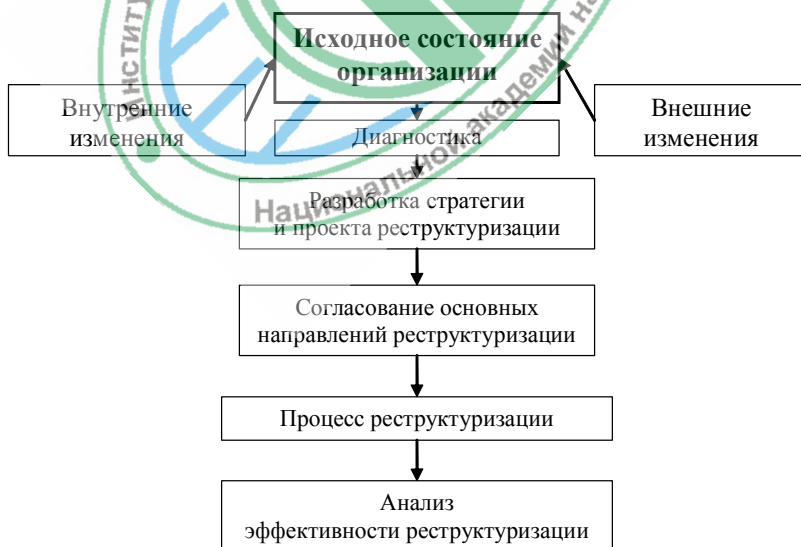 Исходное состояние
организации
Внутренние
изменения
Внешние
изменения
Диагностика
Разработка стратегии
и проекта реструктуризации
Согласование основных
направлений реструктуризации
Процесс реструктуризации
Анализ
эффективности реструктуризации
Национальной академии